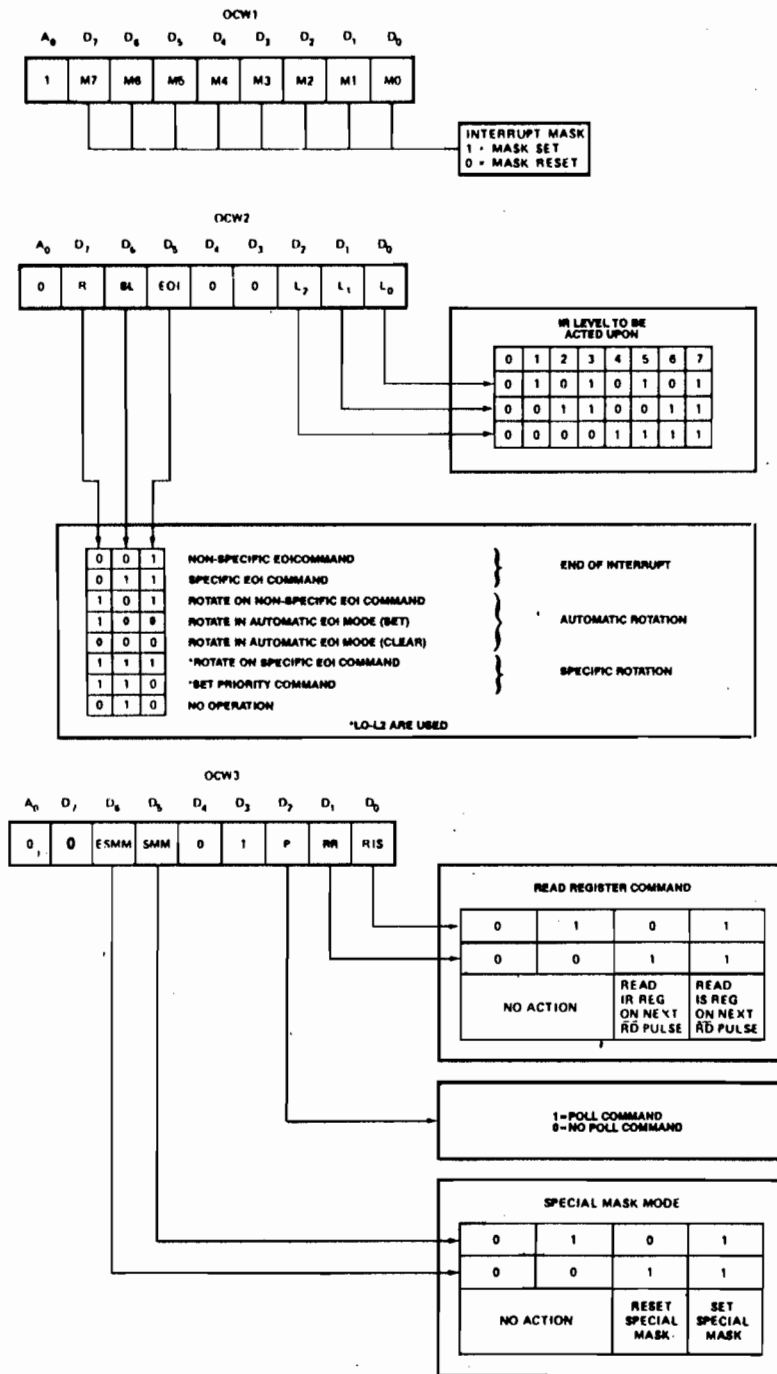 OCW1
A0 D7 D6 D5 D4 D3 D2 D1 D0
1 M7 M6 M5 M4 M3 M2 M1 M0
INTERRUPT MASK
1 = MASK SET
0 = MASK RESET
OCW2
A0 D7 D6 D5 D4 D3 D2 D1 D0
0 R SL EOI 0 0 L2 L1 L0
IR LEVEL TO BE
ACTED UPON
0 1 2 3 4 5 6 7
0 1 0 1 0 1 0 1
0 0 1 1 0 0 1 1
0 0 0 0 1 1 1 1
0 0 1 NON-SPECIFIC EOICOMMAND
0 1 1 SPECIFIC EOI COMMAND
END OF INTERRUPT
1 0 1 ROTATE ON NON-SPECIFIC EOI COMMAND
1 0 0 ROTATE IN AUTOMATIC EOI MODE (SET)
0 0 0 ROTATE IN AUTOMATIC EOI MODE (CLEAR)
AUTOMATIC ROTATION
1 1 1 *ROTATE ON SPECIFIC EOI COMMAND
1 1 0 *SET PRIORITY COMMAND
SPECIFIC ROTATION
0 1 0 NO OPERATION
*L0-L2 ARE USED
OCW3
A0 D7 D6 D5 D4 D3 D2 D1 D0
0 0 ESMM SMM 0 1 P RR RIS
READ REGISTER COMMAND
0 1 0 1
0 0 1 1
NO ACTION
READ
IR REG
ON NEXT
RD PULSE
READ
IS REG
ON NEXT
RD PULSE
1=POLL COMMAND
0=NO POLL COMMAND
SPECIAL MASK MODE
0 1 0 1
0 0 1 1
NO ACTION
RESET
SPECIAL
MASK
SET
SPECIAL
MASK